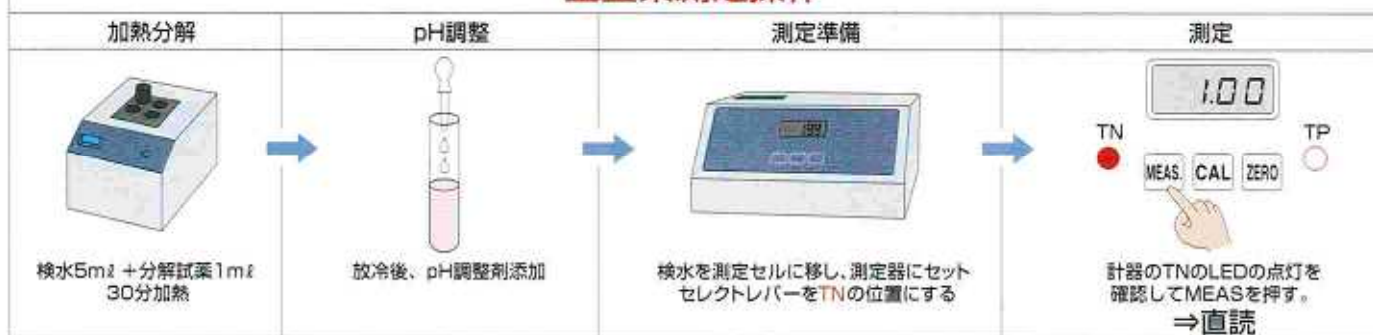 加熱分解
pH調整
測定準備
測定
1.00
TN
TP
MEAS.
CAL
ZERO
検水5mℓ+分解試薬1mℓ
30分加熱
放冷後、pH調整剤添加
検水を測定セルに移し、測定器にセット
セレクトレバーをTNの位置にする
計器のTNのLEDの点灯を
確認してMEASを押す。
⇒直読